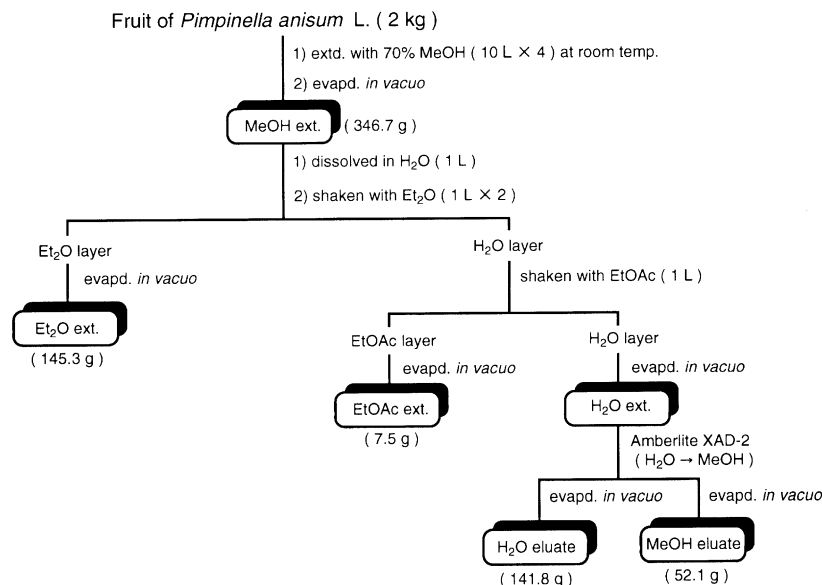 Fruit of Pimpinella anisum L. ( 2 kg )
1) extd. with 70% MeOH ( 10 L × 4 ) at room temp.
2) evapd. in vacuo
MeOH ext. ( 346.7 g )
1) dissolved in H₂O ( 1 L )
2) shaken with Et₂O ( 1 L × 2 )
Et₂O layer
evapd. in vacuo
Et₂O ext.
( 145.3 g )
H₂O layer
shaken with EtOAc ( 1 L )
EtOAc layer
evapd. in vacuo
EtOAc ext.
( 7.5 g )
H₂O layer
evapd. in vacuo
H₂O ext.
Amberlite XAD-2
( H₂O → MeOH )
evapd. in vacuo
H₂O eluate
( 141.8 g )
evapd. in vacuo
MeOH eluate
( 52.1 g )